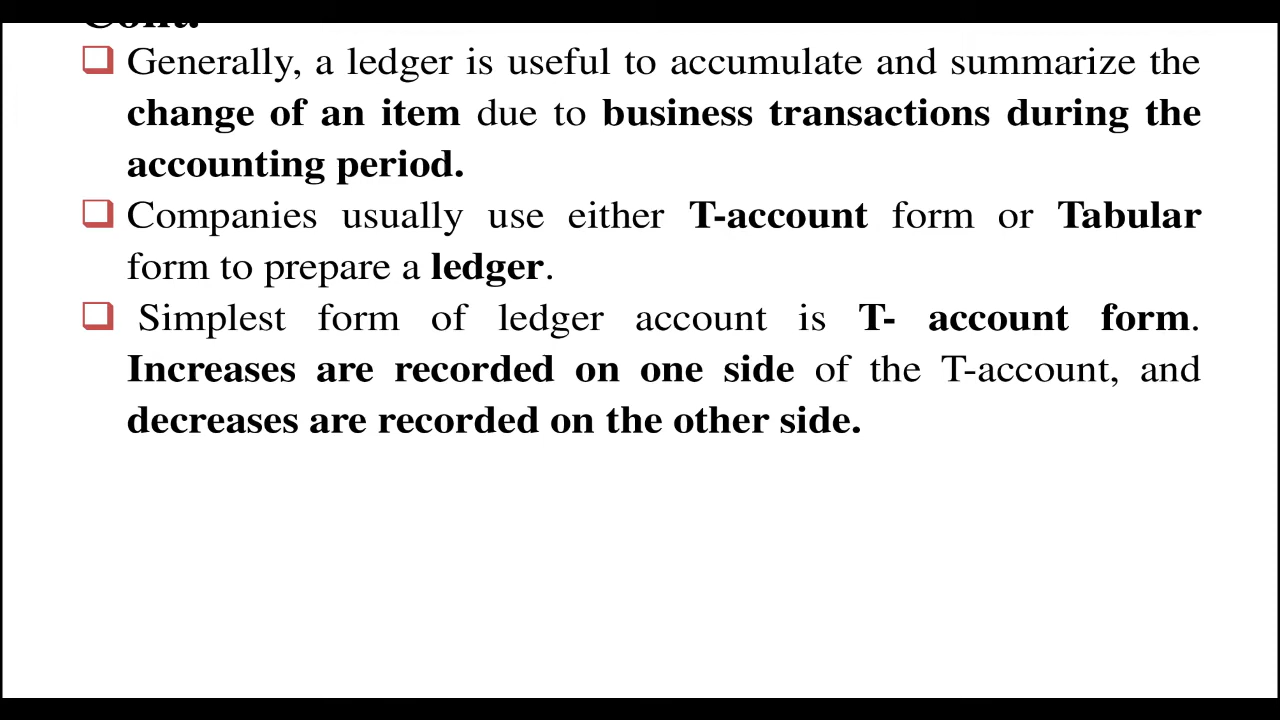 Generally, a ledger is useful to accumulate and summarize the
change of an item due to business transactions during the
accounting period.
Companies usually use either T-account form or Tabular
form to prepare a ledger.
Simplest form of ledger account is T- account form.
Increases are recorded on one side of the T-account, and
decreases are recorded on the other side.